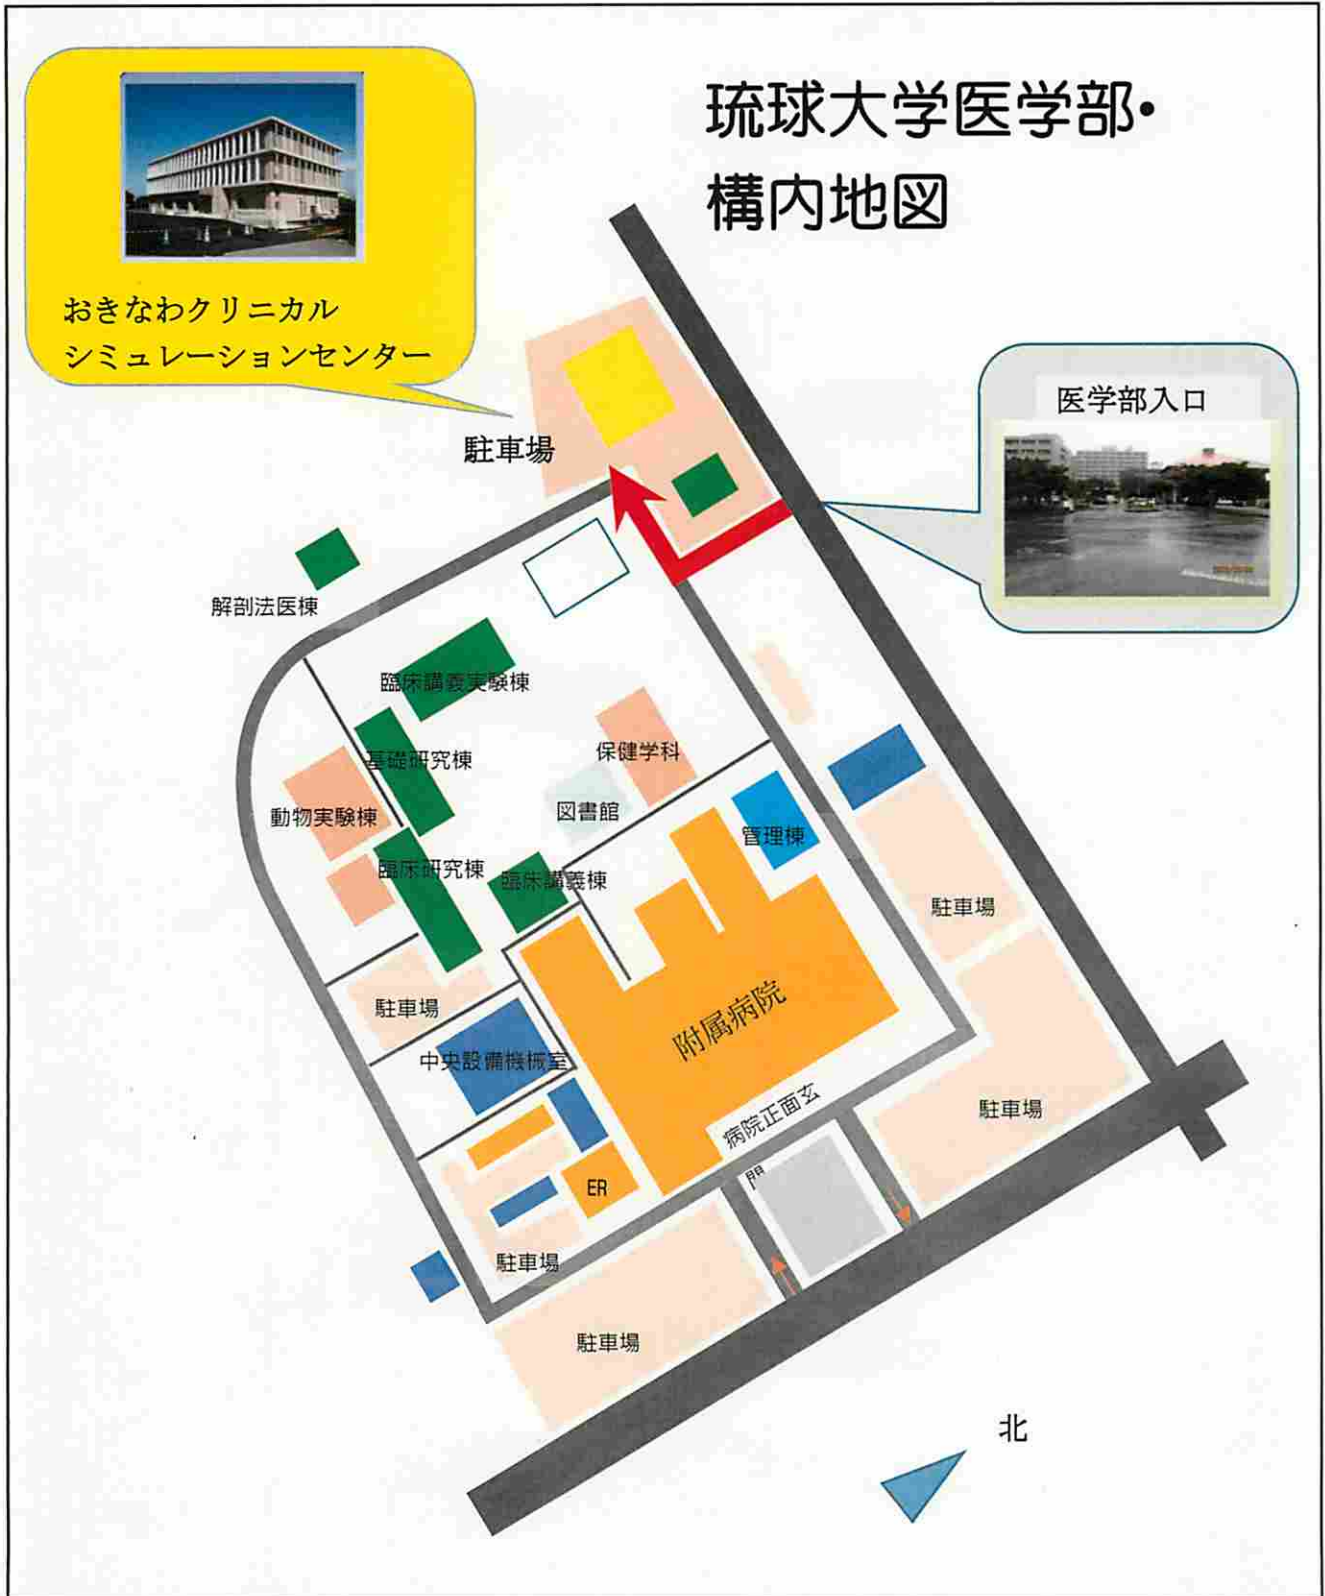 琉球大学医学部・
構内地図
おきなわクリニカル
シミュレーションセンター
医学部入口
駐車場
解剖法医棟
臨床講義実験棟
基礎研究棟
保健学科
動物実験棟
図書館
管理棟
臨床研究棟
臨床講義棟
駐車場
駐車場
附属病院
中央設備機械室
病院正面玄
駐車場
門
ER
駐車場
駐車場
北